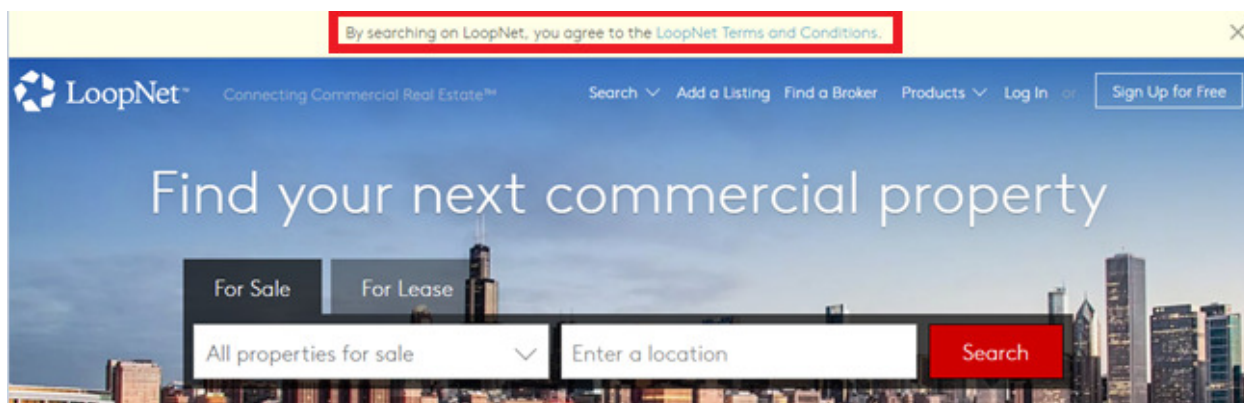 By searching on LoopNet, you agree to the LoopNet Terms and Conditions.
LoopNet™ Connecting Commercial Real Estate™ Search Add a Listing Find a Broker Products Log In or Sign Up for Free
Find your next commercial property
For Sale For Lease
All properties for sale Enter a location Search